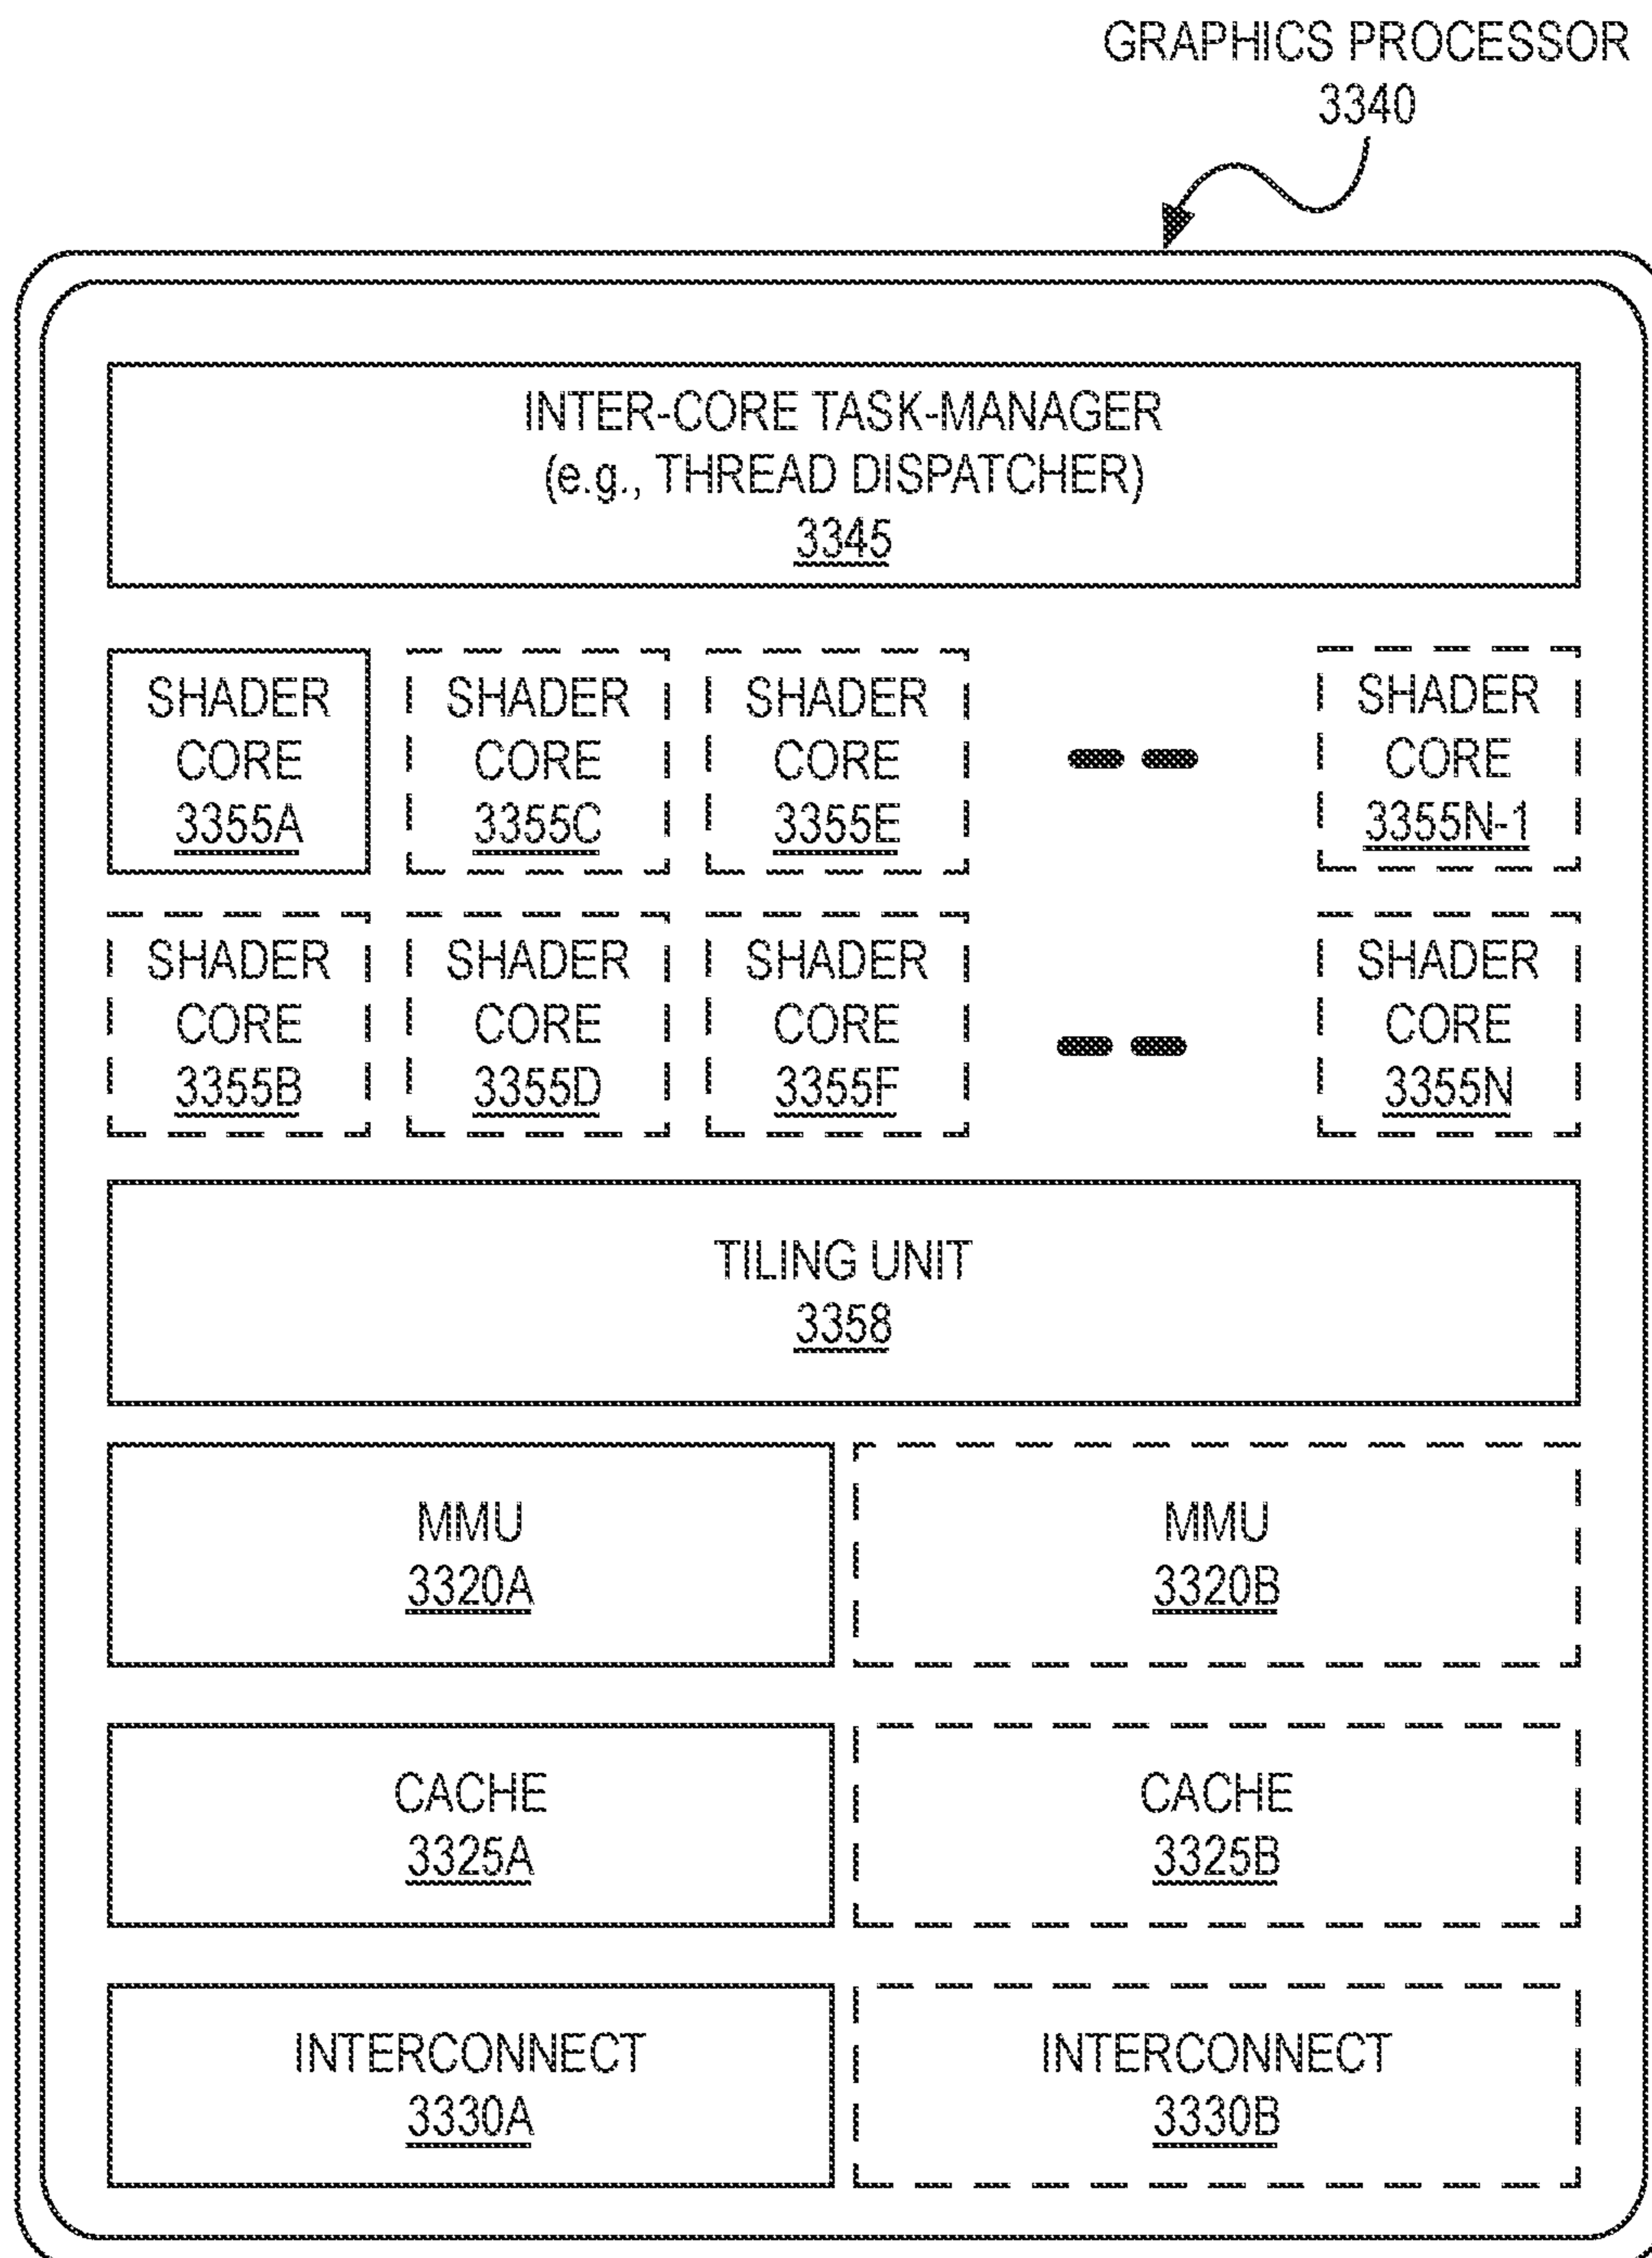 GRAPHICS PROCESSOR
3340
INTER-CORE TASK-MANAGER
(e.g., THREAD DISPATCHER)
3345
SHADER
CORE
3355A
SHADER
CORE
3355C
SHADER
CORE
3355E
SHADER
CORE
3355N-1
SHADER
CORE
3355B
SHADER
CORE
3355D
SHADER
CORE
3355F
SHADER
CORE
3355N
TILING UNIT
3358
MMU
3320A
MMU
3320B
CACHE
3325A
CACHE
3325B
INTERCONNECT
3330A
INTERCONNECT
3330B